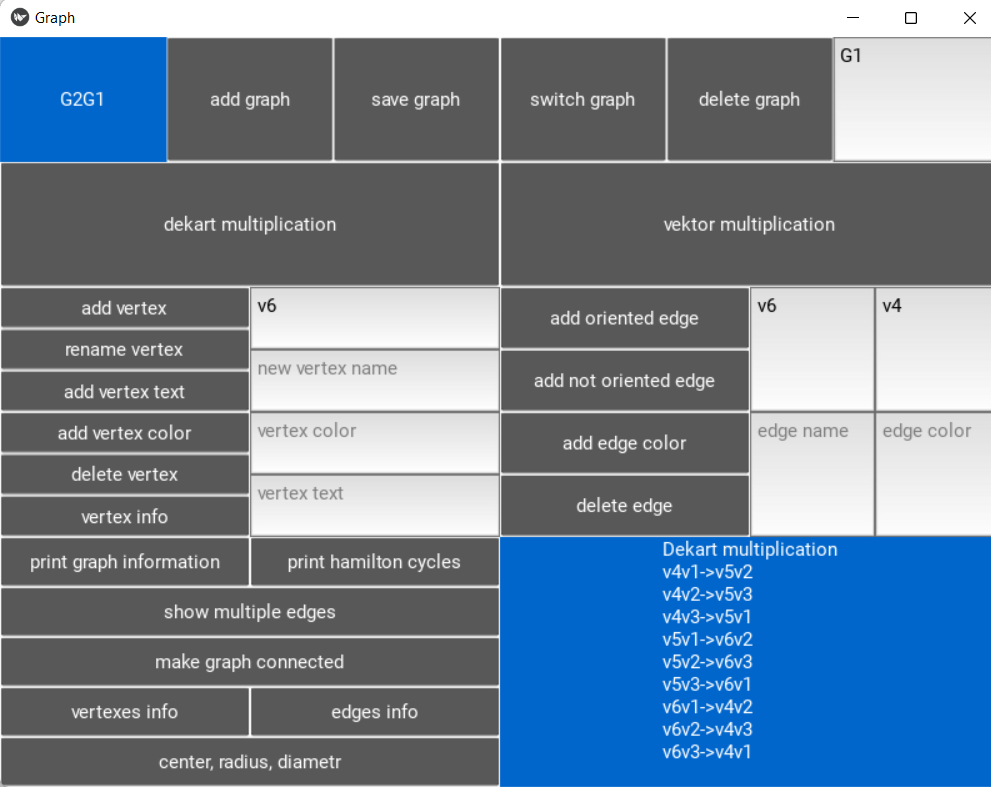 Graph
G2G1
add graph
save graph
switch graph
delete graph
G1
dekart multiplication
vektor multiplication
add vertex
rename vertex
add vertex text
add vertex color
delete vertex
vertex info
v6
new vertex name
vertex color
vertex text
add oriented edge
add not oriented edge
add edge color
delete edge
v6
v4
edge name
edge color
print graph information
print hamilton cycles
show multiple edges
make graph connected
vertexes info
edges info
center, radius, diametr
Dekart multiplication
v4v1->v5v2
v4v2->v5v3
v4v3->v5v1
v5v1->v6v2
v5v2->v6v3
v5v3->v6v1
v6v1->v4v2
v6v2->v4v3
v6v3->v4v1